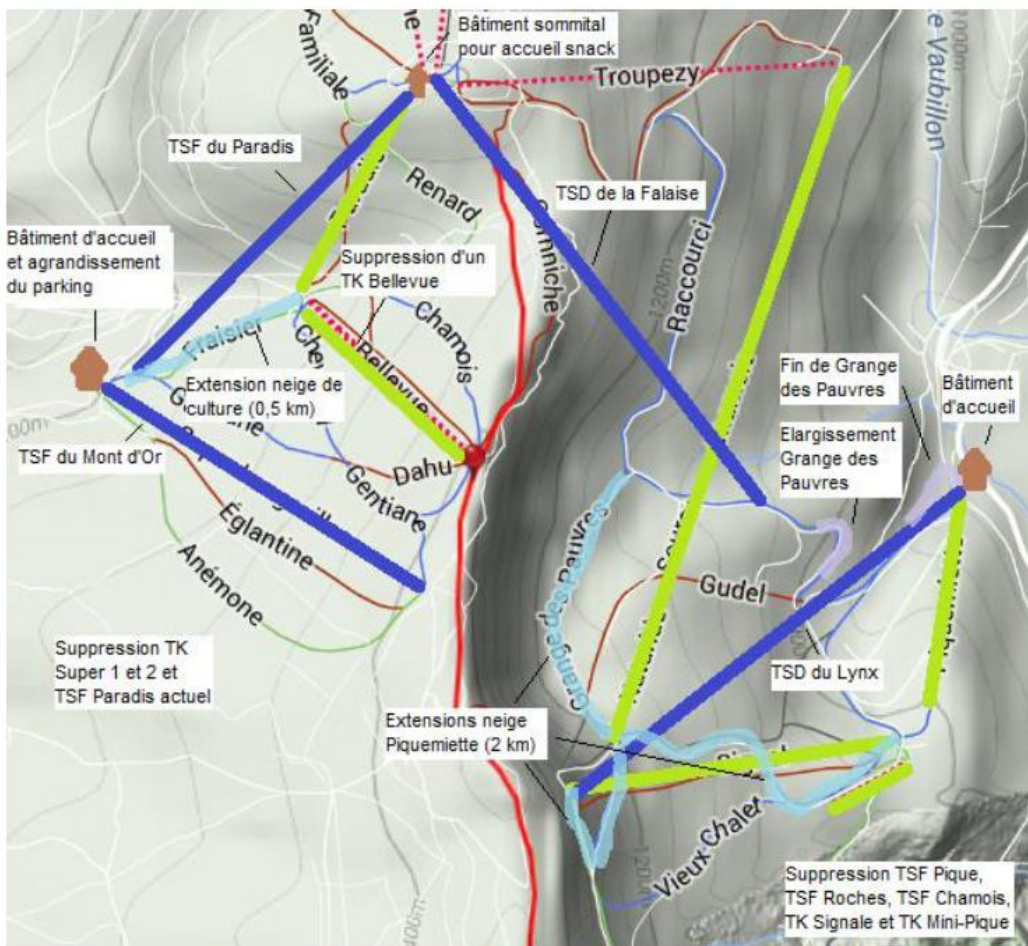 Bâtiment sommital
pour accueil snack
Familiale
Troupezy
Vaubillon
1000m
TSF du Paradis
Renard
TSD de la Falaise
Corniche
Bâtiment d'accueil
et agrandissement
du parking
Suppression d'un
TK Bellevue
Raccourci
1200m
Fraisier
Chamois
Bellevue
Extension neige de
culture (0,5 km)
Fin de Grange
des Pauvres
Bâtiment
d'accueil
Elargissement
Grange des
Pauvres
TSF du Mont d'Or
Dahu
Gentiane
Églantine
Anémone
Grange des Pauvres
Gudel
TSD du Lynx
Suppression TK
Super 1 et 2 et
TSF Paradis actuel
Extensions neige
Piquemiette (2 km)
Vieux Chalet
Suppression TSF Pique,
TSF Roches, TSF Chamois,
TK Signale et TK Mini-Pique
1400m